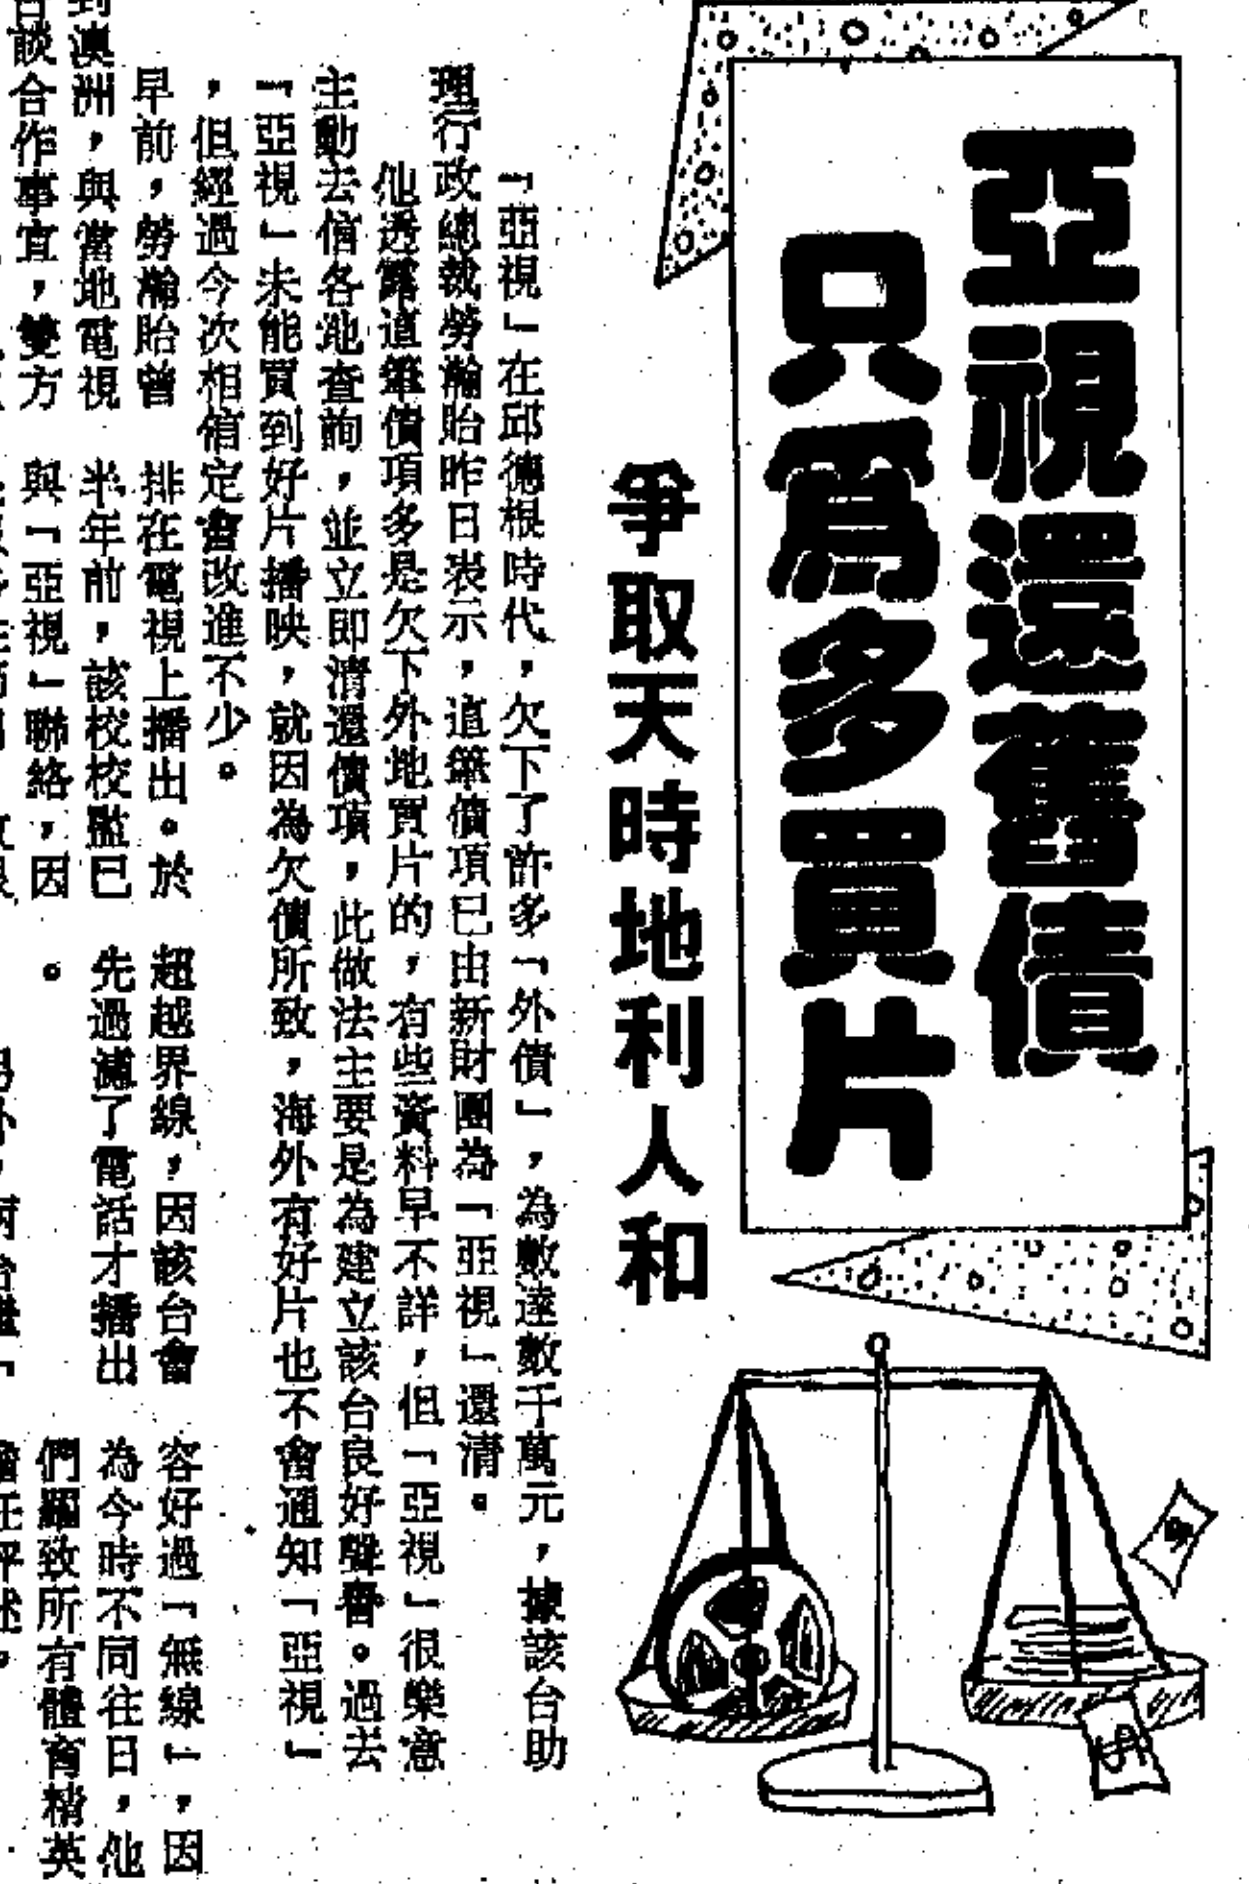 亞視還舊債
只爲多買片
爭取天時地利人和
「亞視」在邱德根時代，欠下了許多「外債」，為數達數千萬元，據該台助
理行政總裁勞瀚貽昨日表示，這筆債項已由新財團為「亞視」還清。
他透露這筆債項多是欠下外地買片的，有些資料早不詳，但「亞視」很樂意
主動去信各地查詢，並立即清還債項，此做法主要是為建立該台良好聲譽。過去
「亞視」未能買到好片播映，就因為欠債所致，海外有好片也不會通知「亞視」
，但經過今次相信定會改進不少。
早前，勞瀚貽曾
到澳洲，與當地電視
台談合作事宜，雙方
排在電視上播出。於
半年前，該校校監已
與「亞視」聯絡，因
超越界線，因該台會
先過濾了電話才播出
。
容好過「無線」，因
為今時不同往日，他
們羅致所有體育精英